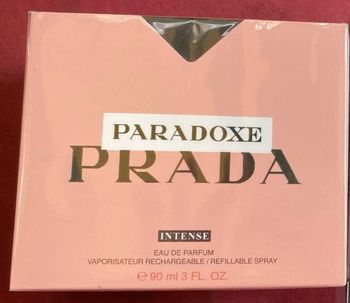 PARADOXE
PRADA
INTENSE
EAU DE PARFUM
VAPORISATEUR RECHARGEABLE / REFILLABLE SPRAY
℮ 90 ml 3 FL. OZ.